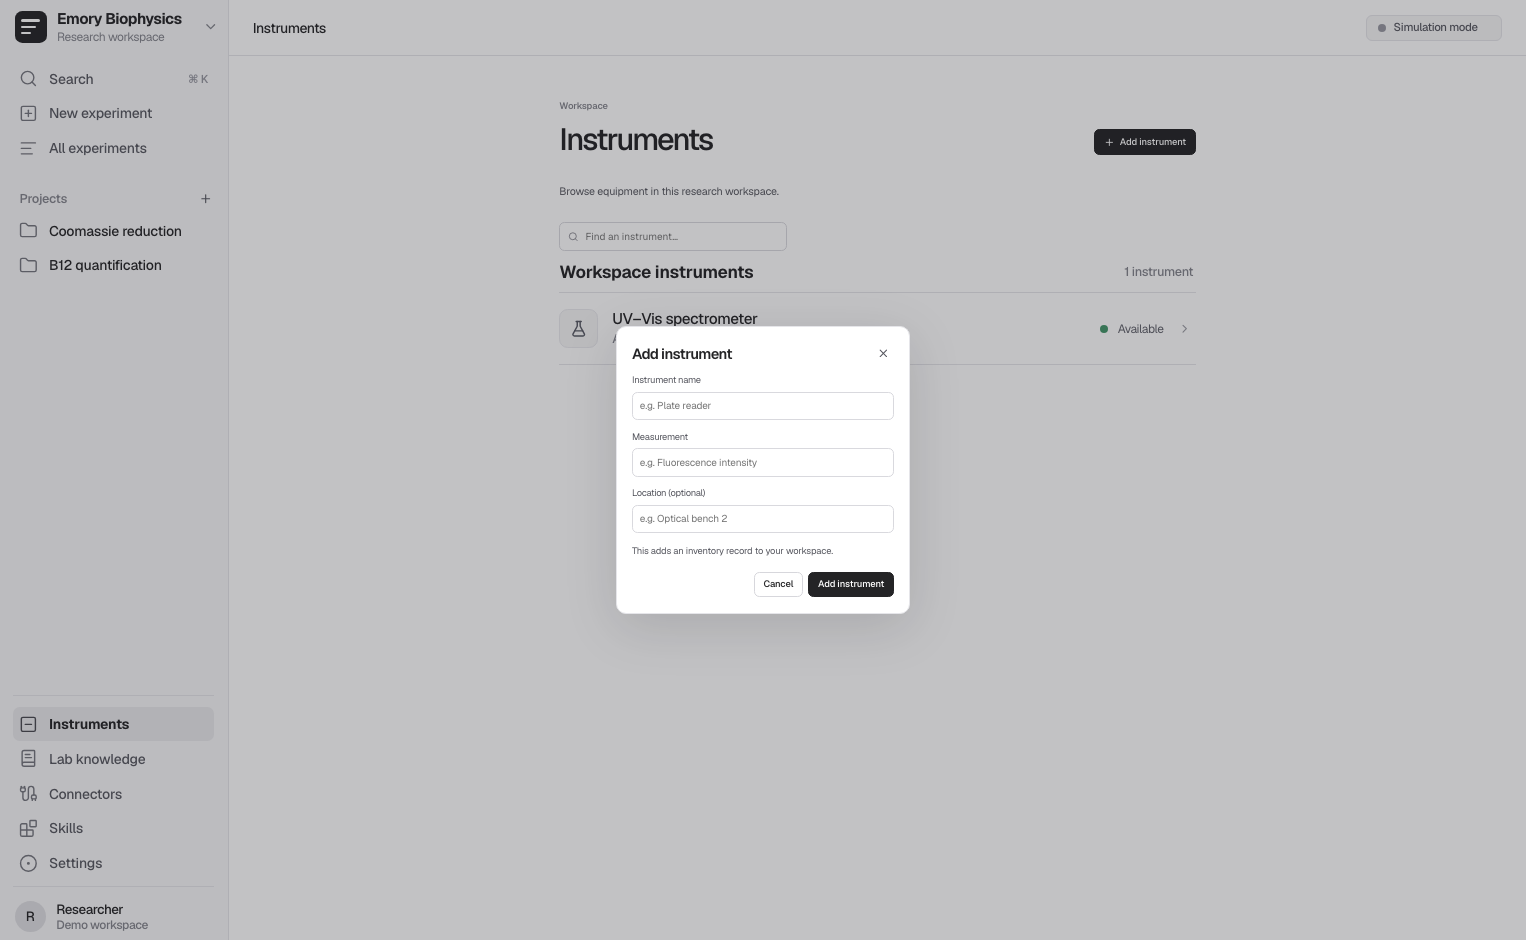 Emory Biophysics
Research workspace
Search ⌘ K
New experiment
All experiments
Projects +
Coomassie reduction
B12 quantification
Instruments
Lab knowledge
Connectors
Skills
Settings
R
Researcher
Demo workspace
Instruments
Simulation mode
Workspace
Instruments
+ Add instrument
Browse equipment in this research workspace.
Find an instrument...
Workspace instruments
1 instrument
UV–Vis spectrometer
Available
Add instrument
Instrument name
e.g. Plate reader
Measurement
e.g. Fluorescence intensity
Location (optional)
e.g. Optical bench 2
This adds an inventory record to your workspace.
Cancel
Add instrument